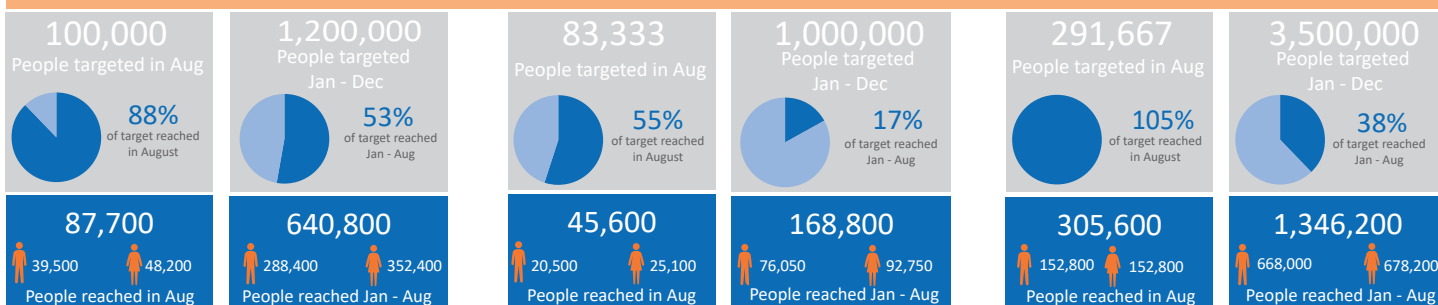 100,000
People targeted in Aug
88%
of target reached
in August
87,700
39,500
48,200
People reached in Aug
1,200,000
People targeted
Jan - Dec
53%
of target reached
Jan - Aug
640,800
288,400
352,400
People reached Jan - Aug
83,333
People targeted in Aug
55%
of target reached
in August
45,600
20,500
25,100
People reached in Aug
1,000,000
People targeted
Jan - Dec
17%
of target reached
Jan - Aug
168,800
76,050
92,750
People reached Jan - Aug
291,667
People targeted in Aug
105%
of target reached
in August
305,600
152,800
152,800
People reached in Aug
3,500,000
People targeted
Jan - Dec
38%
of target reached
Jan - Aug
1,346,200
668,000
678,200
People reached Jan - Aug